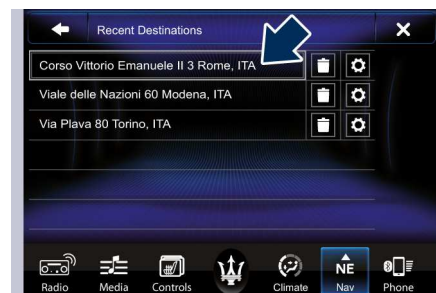 Recent Destinations
Corso Vittorio Emanuele II 3 Rome, ITA
Viale delle Nazioni 60 Modena, ITA
Via Plava 80 Torino, ITA
Radio Media Controls Climate NE Nav Phone